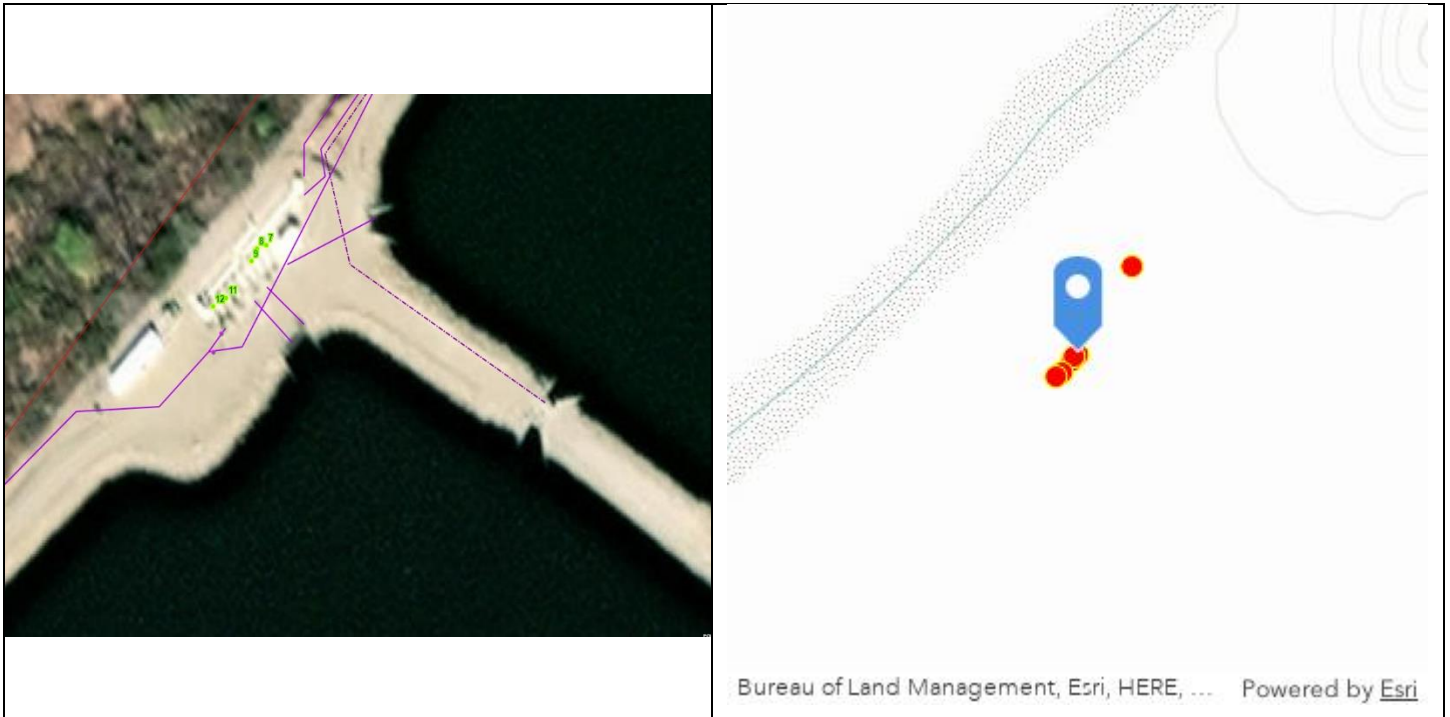 8 7
9
11
12
Bureau of Land Management, Esri, HERE, ... Powered by Esri